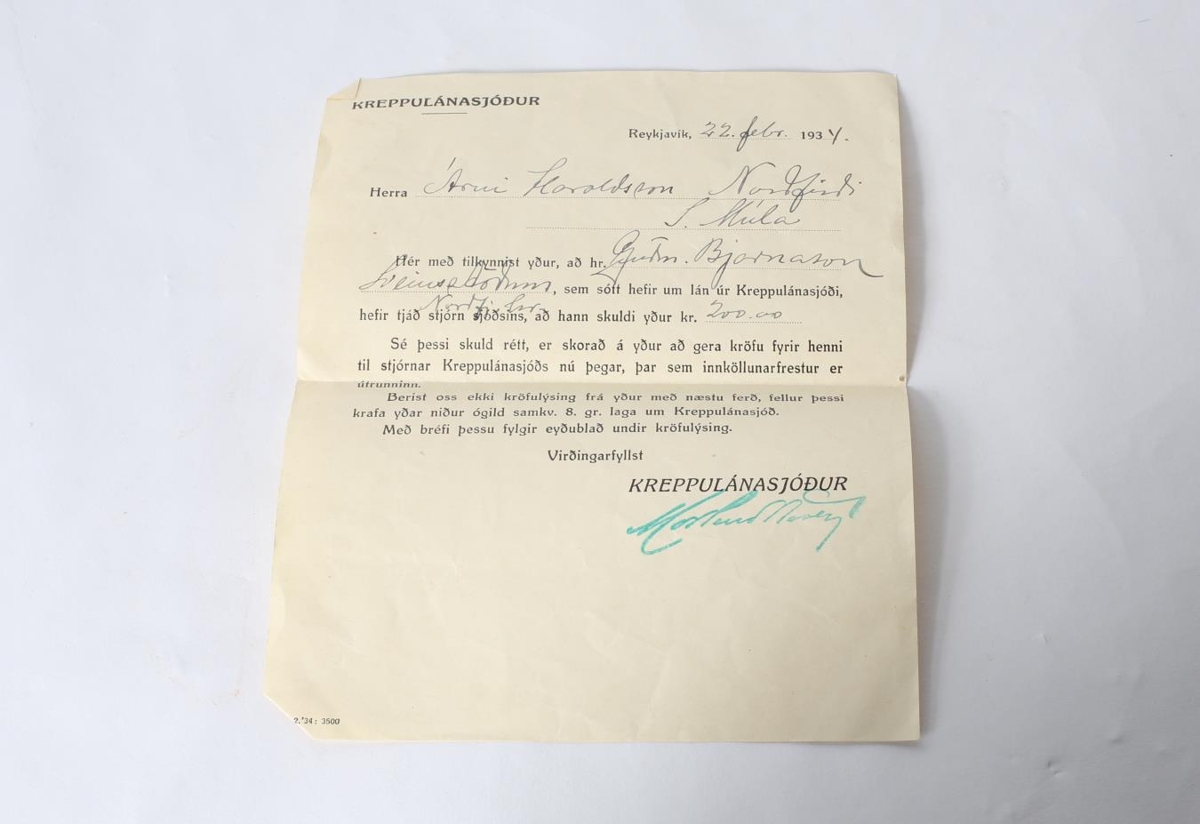 KREPPULÁNASJÓÐUR
Reykjavík, 22. febr. 1934.
Herra Árni Haraldsson Norðfirði
S. Múla
Hér með tilkynnist yður, að hr. Guðm. Bjarnason
, sem sótt hefir um lán úr Kreppulánasjóði,
hefir tjáð stjórn sjóðsins, að hann skuldi yður kr. 200.00
Sé þessi skuld rétt, er skorað á yður að gera kröfu fyrir henni
til stjórnar Kreppulánasjóðs nú þegar, þar sem innköllunarfrestur er
útrunninn.
Berist oss ekki kröfulýsing frá yður með næstu ferð, fellur þessi
krafa yðar niður ógild samkv. 8. gr. laga um Kreppulánasjóð.
Með bréfi þessu fylgir eyðublað undir kröfulýsing.
Virðingarfyllst
KREPPULÁNASJÓÐUR
2.'34: 3500